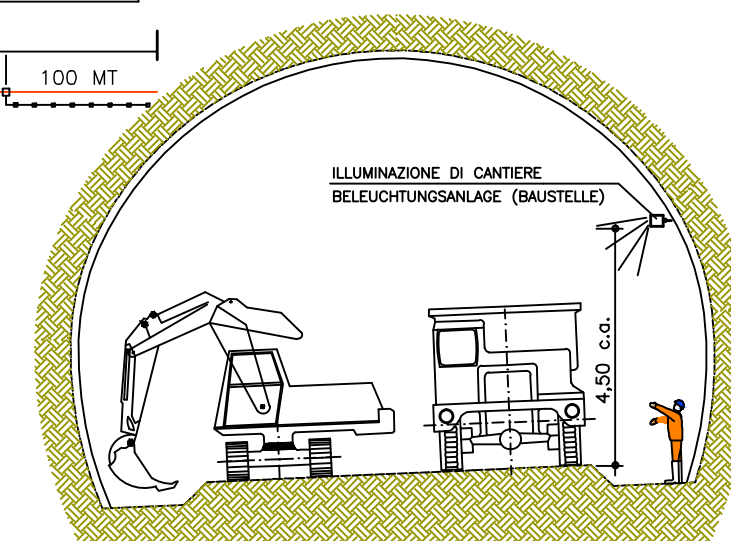 100 MT
ILLUMINAZIONE DI CANTIERE
BELEUCHTUNGSANLAGE (BAUSTELLE)
4,50 c.a.